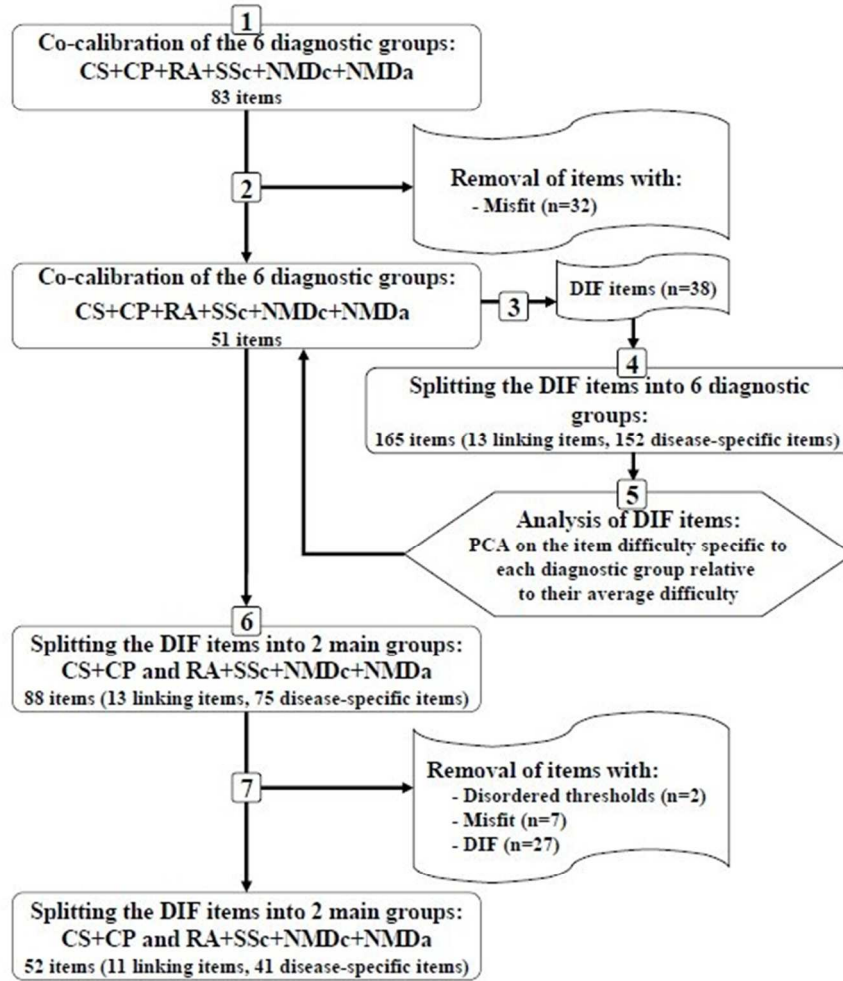 1
Co-calibration of the 6 diagnostic groups:
CS+CP+RA+SSc+NMDc+NMDa
83 items
2
Removal of items with:
- Misfit (n=32)
Co-calibration of the 6 diagnostic groups:
CS+CP+RA+SSc+NMDc+NMDa
51 items
3
DIF items (n=38)
4
Splitting the DIF items into 6 diagnostic
groups:
165 items (13 linking items, 152 disease-specific items)
5
Analysis of DIF items:
PCA on the item difficulty specific to
each diagnostic group relative
to their average difficulty
6
Splitting the DIF items into 2 main groups:
CS+CP and RA+SSc+NMDc+NMDa
88 items (13 linking items, 75 disease-specific items)
7
Removal of items with:
- Disordered thresholds (n=2)
- Misfit (n=7)
- DIF (n=27)
Splitting the DIF items into 2 main groups:
CS+CP and RA+SSc+NMDc+NMDa
52 items (11 linking items, 41 disease-specific items)